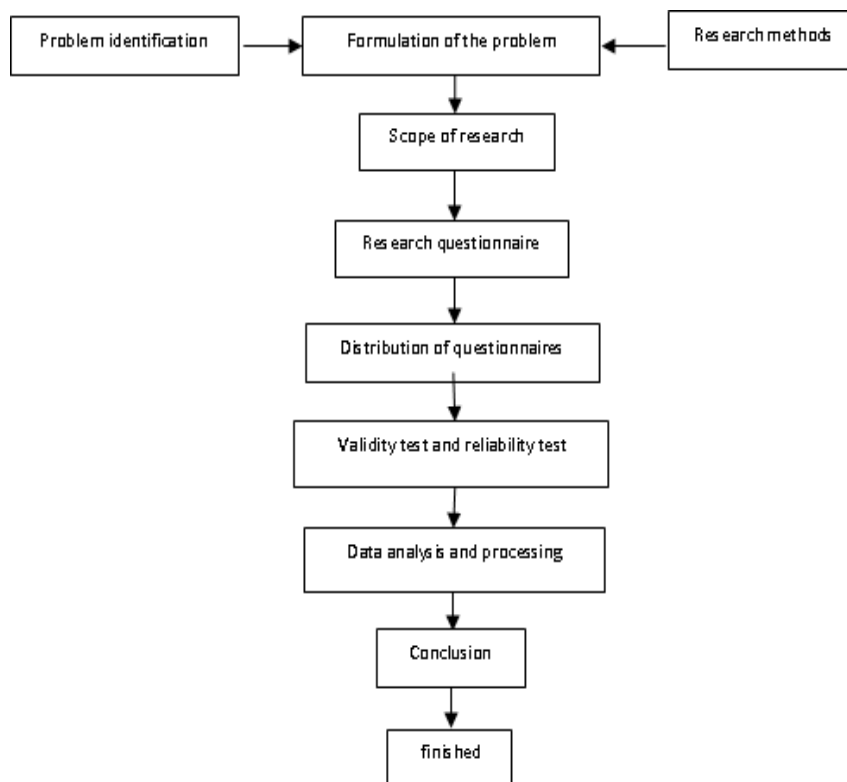 Problem identification
Formulation of the problem
Research methods
Scope of research
Research questionnaire
Distribution of questionnaires
Validity test and reliability test
Data analysis and processing
Conclusion
finished